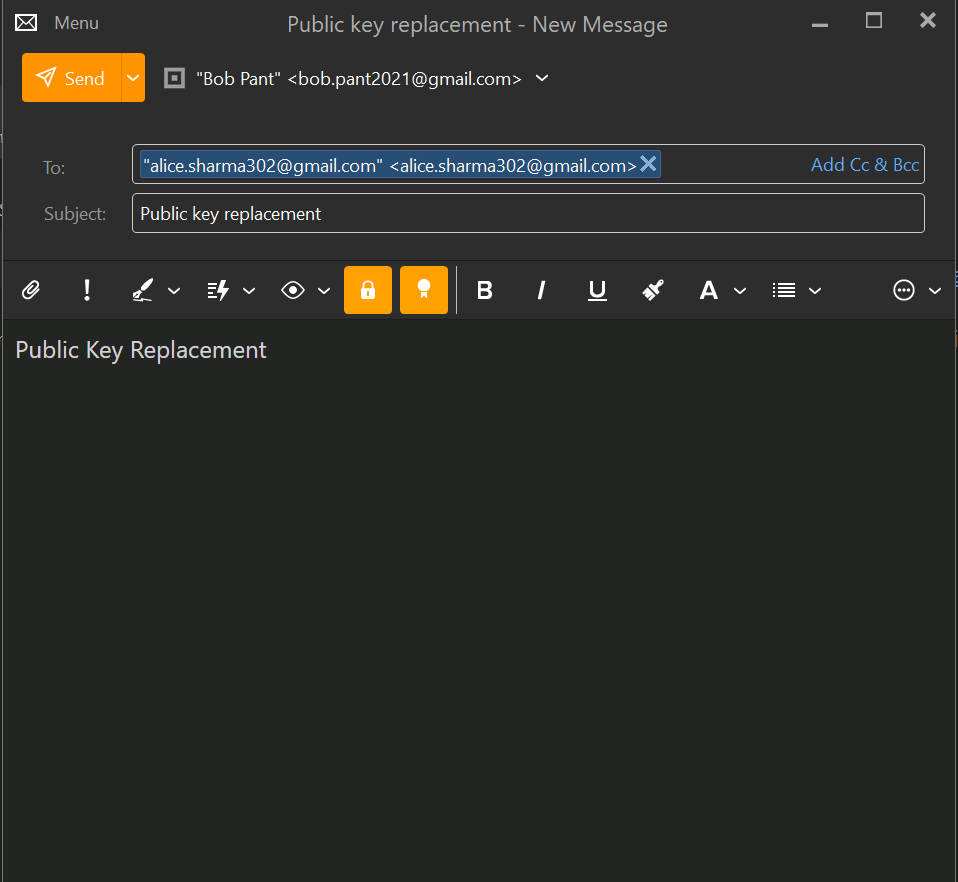 Menu
Public key replacement - New Message
Send
"Bob Pant" <bob.pant2021@gmail.com>
To:
"alice.sharma302@gmail.com" <alice.sharma302@gmail.com>
Add Cc & Bcc
Subject:
Public key replacement
B I U A
Public Key Replacement